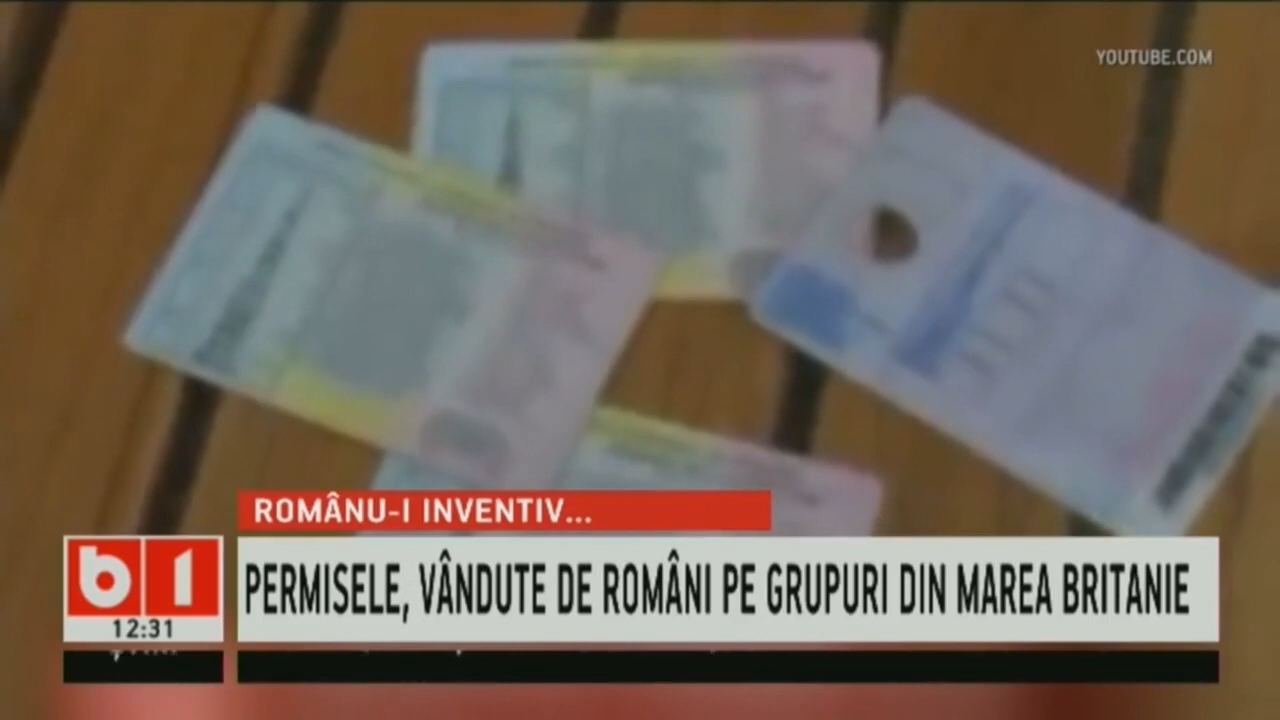 YOUTUBE.COM
ROMÂNU-I INVENTIV...
b1
PERMISELE, VÂNDUTE DE ROMÂNI PE GRUPURI DIN MAREA BRITANIE
12:31